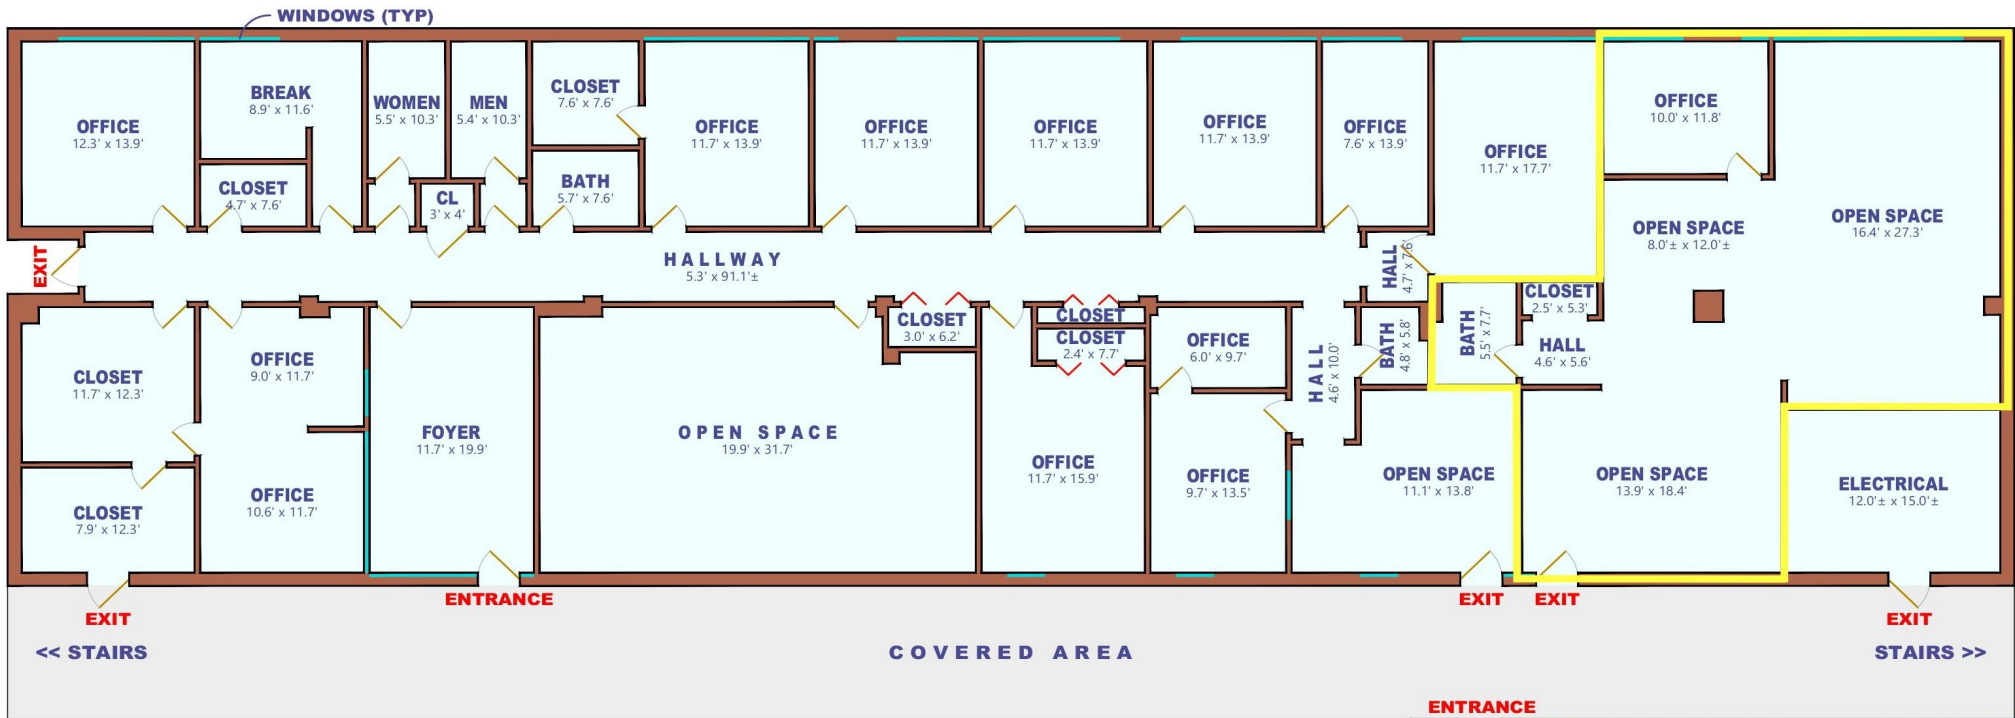 WINDOWS (TYP)
OFFICE
12.3' x 13.9'
BREAK
8.9' x 11.6'
CLOSET
4.7' x 7.6'
WOMEN
5.5' x 10.3'
MEN
5.4' x 10.3'
CL
3' x 4'
CLOSET
7.6' x 7.6'
BATH
5.7' x 7.6'
OFFICE
11.7' x 13.9'
OFFICE
11.7' x 13.9'
OFFICE
11.7' x 13.9'
OFFICE
11.7' x 13.9'
OFFICE
7.6' x 13.9'
OFFICE
11.7' x 17.7'
OFFICE
10.0' x 11.8'
OPEN SPACE
8.0'± x 12.0'±
OPEN SPACE
16.4' x 27.3'
EXIT
HALLWAY
5.3' x 91.1'±
HALL
4.7' x 7.6'
CLOSET
11.7' x 12.3'
OFFICE
9.0' x 11.7'
FOYER
11.7' x 19.9'
OPEN SPACE
19.9' x 31.7'
CLOSET
3.0' x 6.2'
CLOSET
CLOSET
2.4' x 7.7'
OFFICE
11.7' x 15.9'
OFFICE
6.0' x 9.7'
HALL
4.6' x 10.0'
BATH
4.8' x 5.8'
BATH
5.5' x 7.7'
CLOSET
2.5' x 5.3'
HALL
4.6' x 5.6'
CLOSET
7.9' x 12.3'
OFFICE
10.6' x 11.7'
OFFICE
9.7' x 13.5'
OPEN SPACE
11.1' x 13.8'
OPEN SPACE
13.9' x 18.4'
ELECTRICAL
12.0'± x 15.0'±
EXIT
ENTRANCE
EXIT
EXIT
EXIT
<< STAIRS
COVERED AREA
STAIRS >>
ENTRANCE